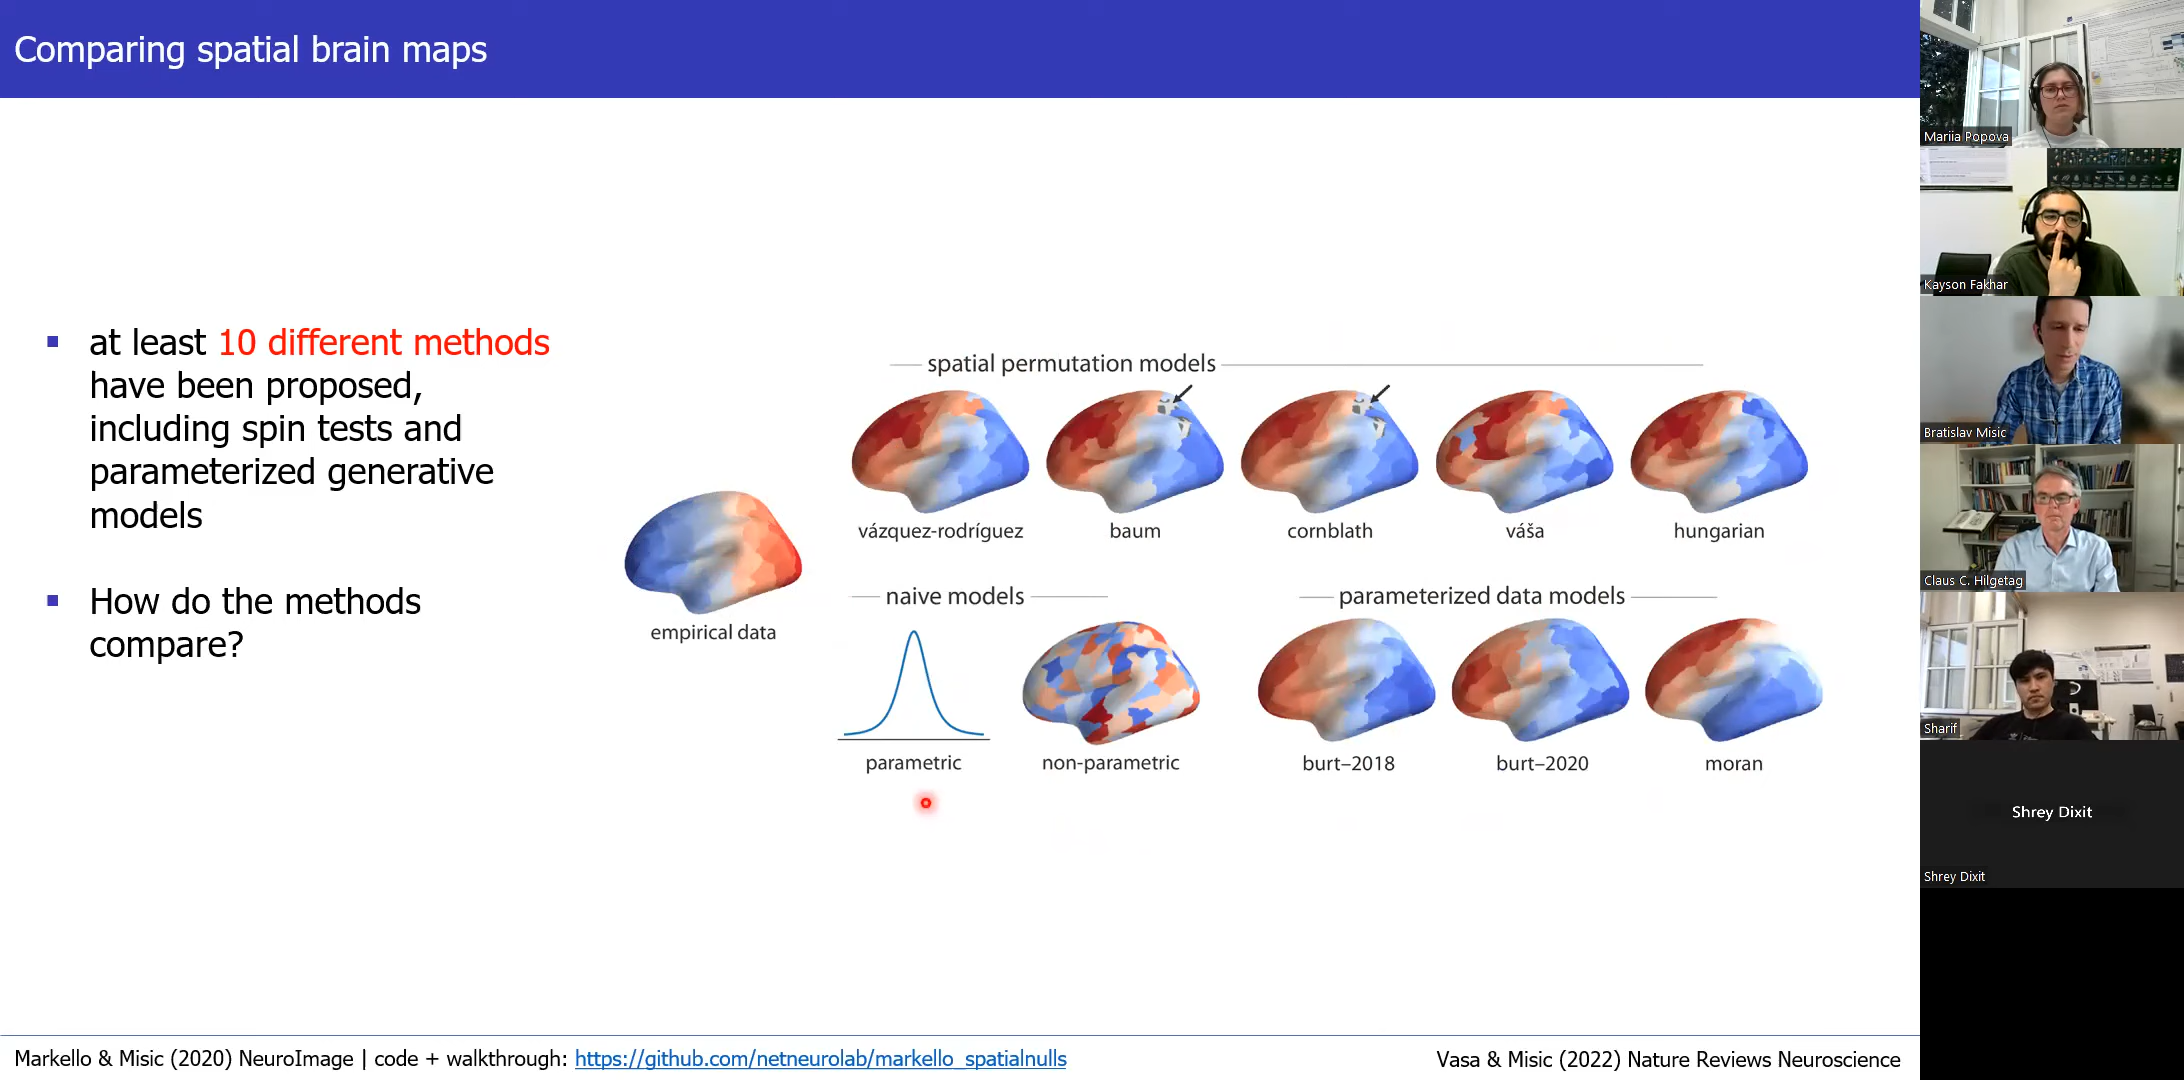 Comparing spatial brain maps
at least 10 different methods
have been proposed,
including spin tests and
parameterized generative
models
How do the methods
compare?
empirical data
spatial permutation models
vázquez-rodríguez
baum
cornblath
váša
hungarian
naive models
parametric
non-parametric
parameterized data models
burt–2018
burt–2020
moran
Markello & Misic (2020) NeuroImage | code + walkthrough: https://github.com/netneurolab/markello_spatialnulls
Vasa & Misic (2022) Nature Reviews Neuroscience
Mariia Popova
Kayson Fakhar
Bratislav Misic
Claus C. Hilgetag
Sharif
Shrey Dixit
Shrey Dixit